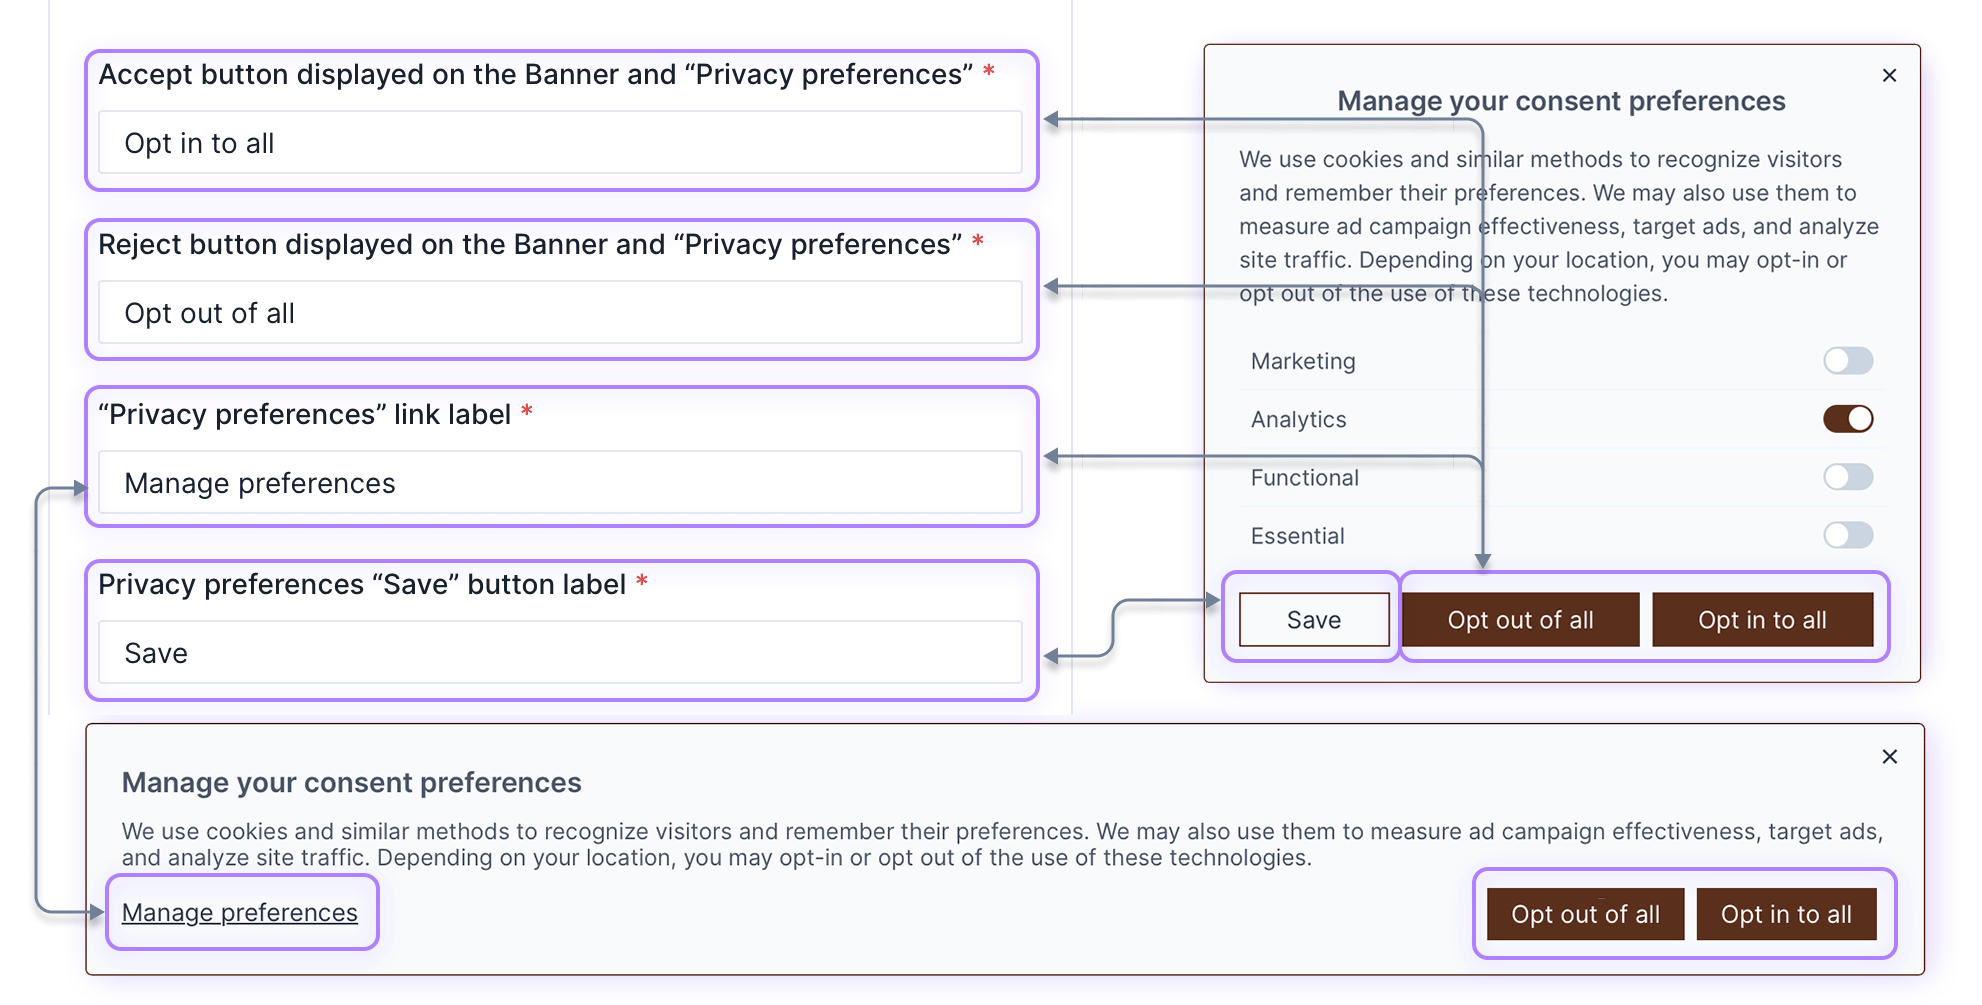 Accept button displayed on the Banner and “Privacy preferences” *
Opt in to all
Reject button displayed on the Banner and “Privacy preferences” *
Opt out of all
“Privacy preferences” link label *
Manage preferences
Privacy preferences “Save” button label *
Save
Manage your consent preferences
We use cookies and similar methods to recognize visitors
and remember their preferences. We may also use them to
measure ad campaign effectiveness, target ads, and analyze
site traffic. Depending on your location, you may opt-in or
opt out of the use of these technologies.
Marketing
Analytics
Functional
Essential
Save
Opt out of all
Opt in to all
Manage your consent preferences
We use cookies and similar methods to recognize visitors and remember their preferences. We may also use them to measure ad campaign effectiveness, target ads,
and analyze site traffic. Depending on your location, you may opt-in or opt out of the use of these technologies.
Manage preferences
Opt out of all
Opt in to all